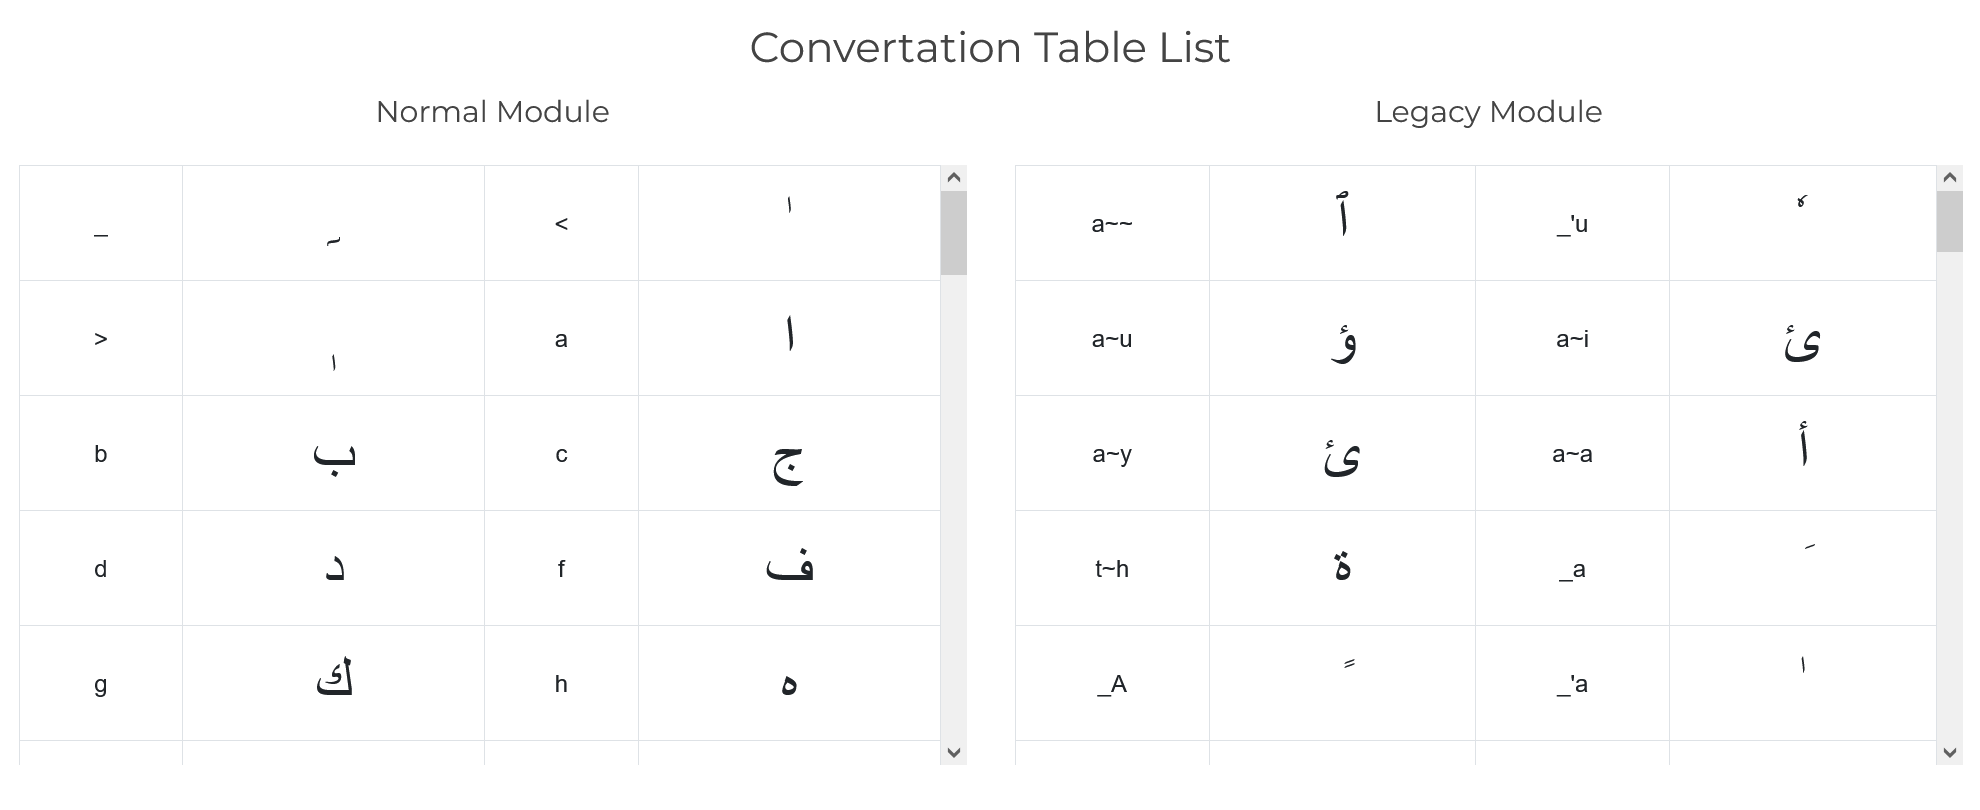 Convertation Table List
Normal Module
_ ـ < ٰ
> ٖ a ا
b ب c ج
d د f ف
g ݢ h ه
Legacy Module
a~~ ٱ _'u ٗ
a~u ؤ a~i ئ
a~y ئ a~a أ
t~h ة _a َ
_A ً _'a ٰ